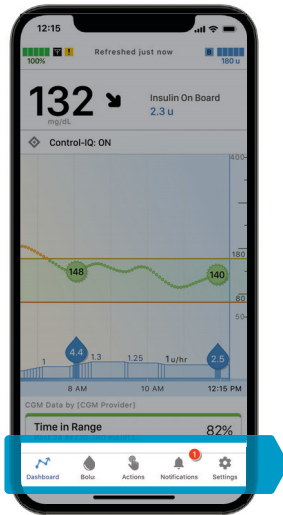 12:15
100%
Refreshed just now
180 u
132
mg/dL
Insulin On Board
2.3 u
Control-IQ: ON
400
148
140
180
80
50
4.4
2.5
1
1.3
1.25
1 u/hr
8 AM
10 AM
12:15 PM
CGM Data by [CGM Provider]
Time in Range
82%
Dashboard
Bolu
Actions
1
Notifications
Settings